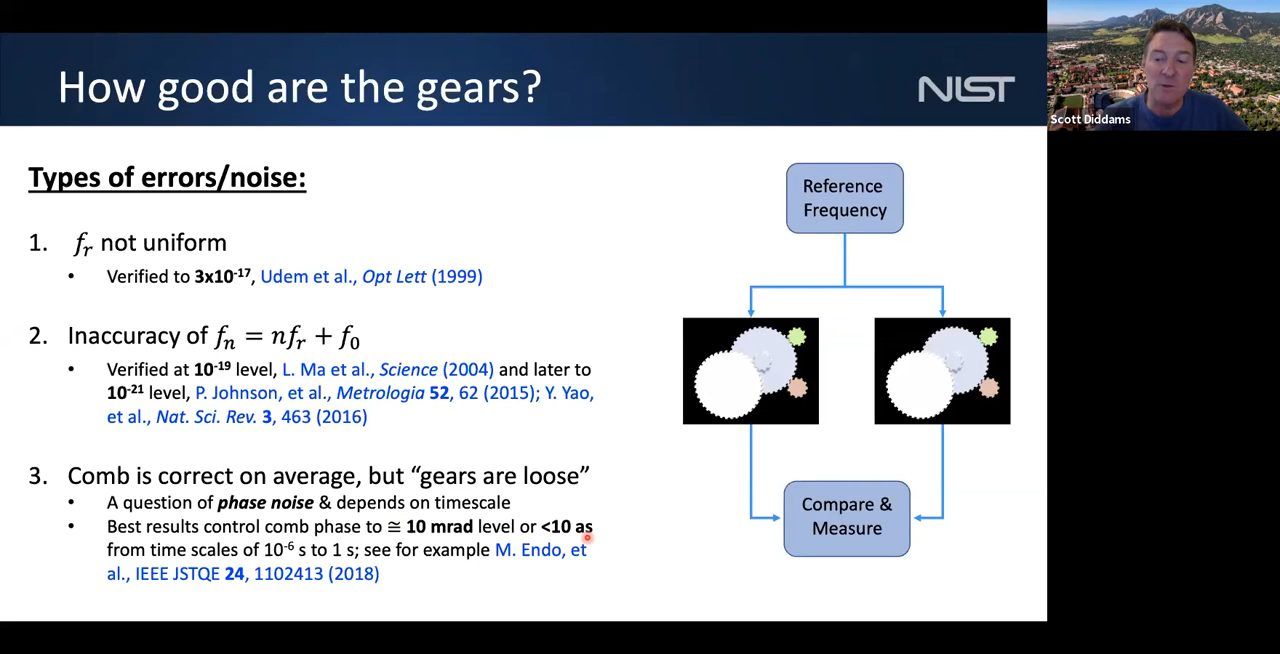 How good are the gears?
NIST
Scott Diddams
Types of errors/noise:
1. fᵣ not uniform
• Verified to 3x10⁻¹⁷, Udem et al., Opt Lett (1999)
2. Inaccuracy of fₙ = nfᵣ + f₀
• Verified at 10⁻¹⁹ level, L. Ma et al., Science (2004) and later to
10⁻²¹ level, P. Johnson, et al., Metrologia 52, 62 (2015); Y. Yao,
et al., Nat. Sci. Rev. 3, 463 (2016)
3. Comb is correct on average, but “gears are loose”
• A question of phase noise & depends on timescale
• Best results control comb phase to ≅ 10 mrad level or <10 as
from time scales of 10⁻⁶ s to 1 s; see for example M. Endo, et
al., IEEE JSTQE 24, 1102413 (2018)
Reference
Frequency
Compare &
Measure